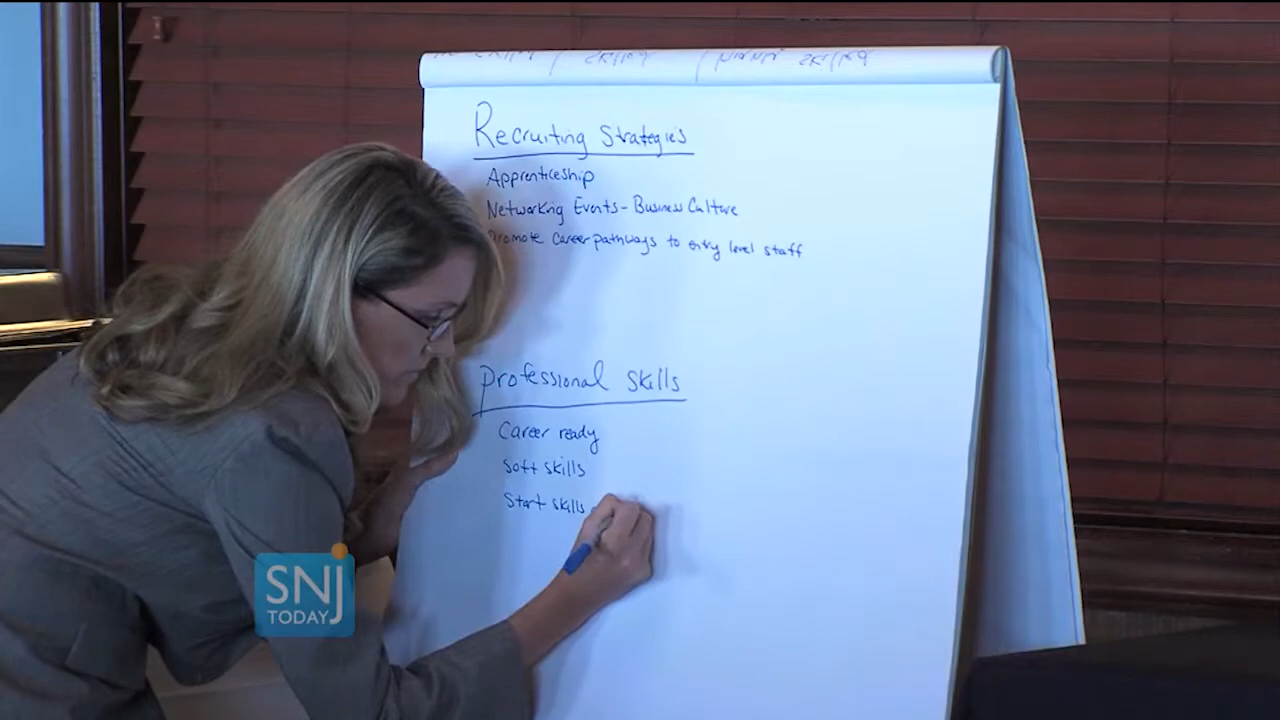 Recruiting Strategies
Apprenticeship
Networking Events - Business Culture
Promote Career pathways to entry level staff
Professional Skills
Career ready
Soft skills
Start skills
SNJ
TODAY